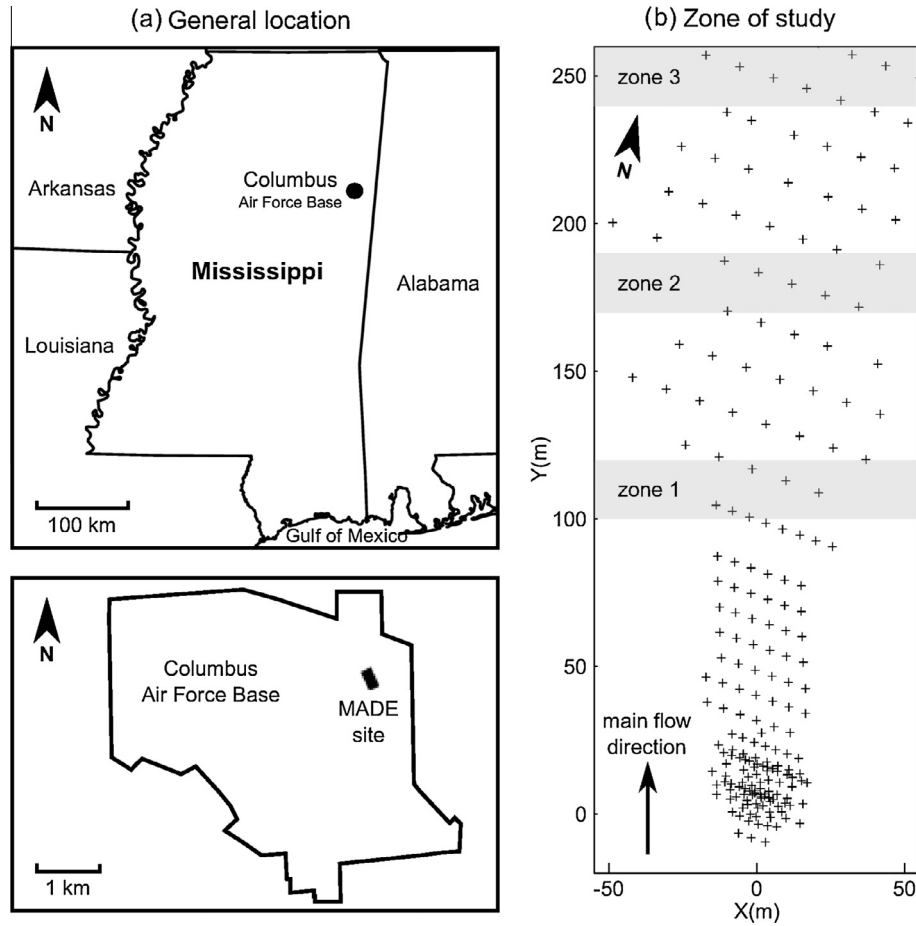 (a) General location
N
Arkansas
Columbus
Air Force Base
Mississippi
Alabama
Louisiana
100 km
Gulf of Mexico
N
Columbus
Air Force Base
MADE
site
1 km
(b) Zone of study
250
zone 3
N
200
zone 2
150
Y(m)
zone 1
100
50
main flow
direction
0
-50
0
50
X(m)